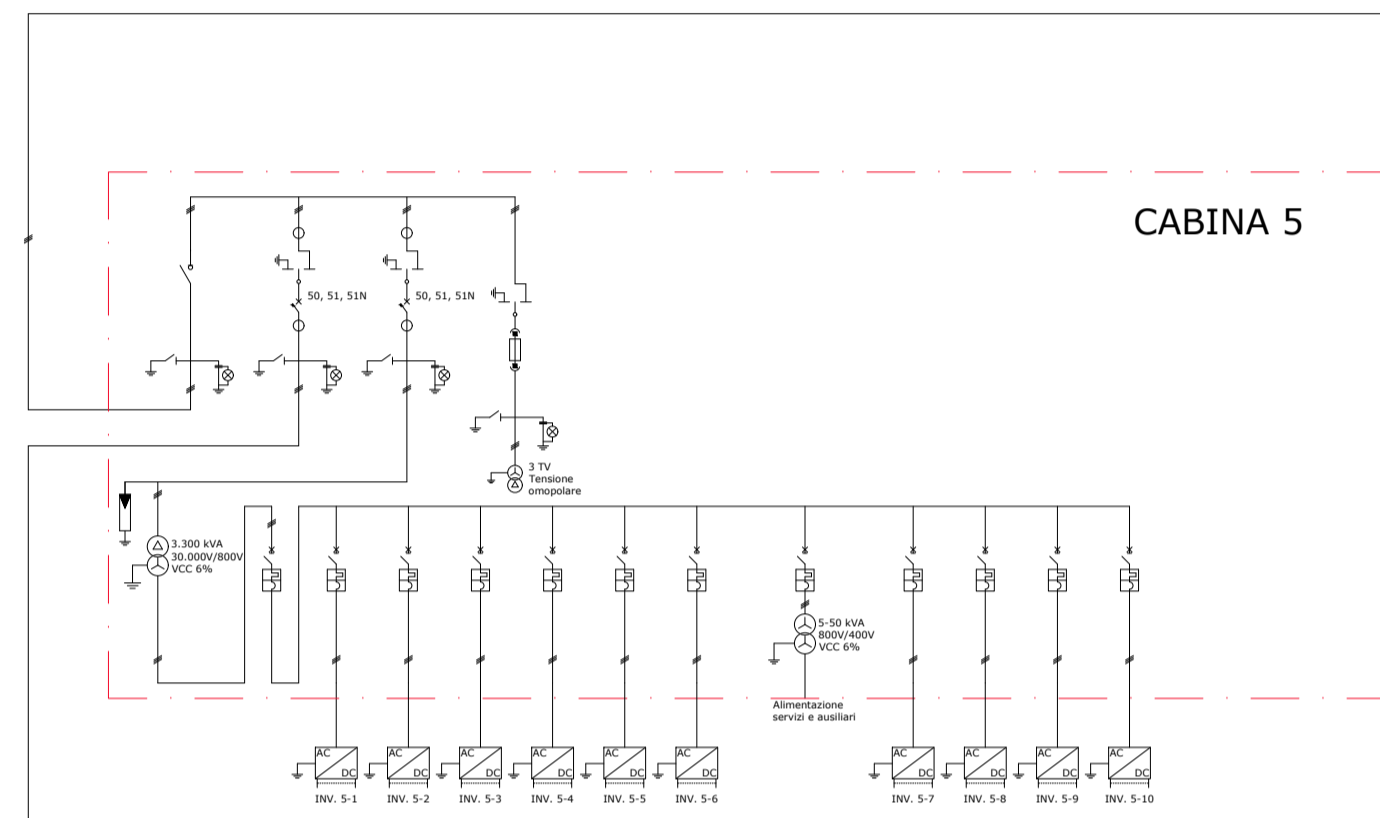 CABINA 5
50, 51, 51N
50, 51, 51N
3 TV
Tensione
omopolare
3.300 kVA
30.000V/800V
VCC 6%
5-50 kVA
800V/400V
VCC 6%
Alimentazione
servizi e ausiliari
AC
DC
AC
DC
AC
DC
AC
DC
AC
DC
AC
DC
AC
DC
AC
DC
AC
DC
AC
DC
INV. 5-1
INV. 5-2
INV. 5-3
INV. 5-4
INV. 5-5
INV. 5-6
INV. 5-7
INV. 5-8
INV. 5-9
INV. 5-10